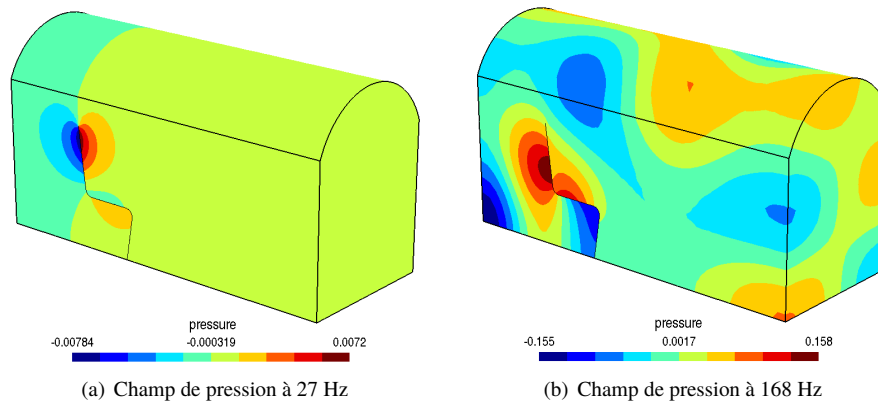 pressure
-0.00784 -0.000319 0.0072
(a) Champ de pression à 27 Hz
pressure
-0.155 0.0017 0.158
(b) Champ de pression à 168 Hz